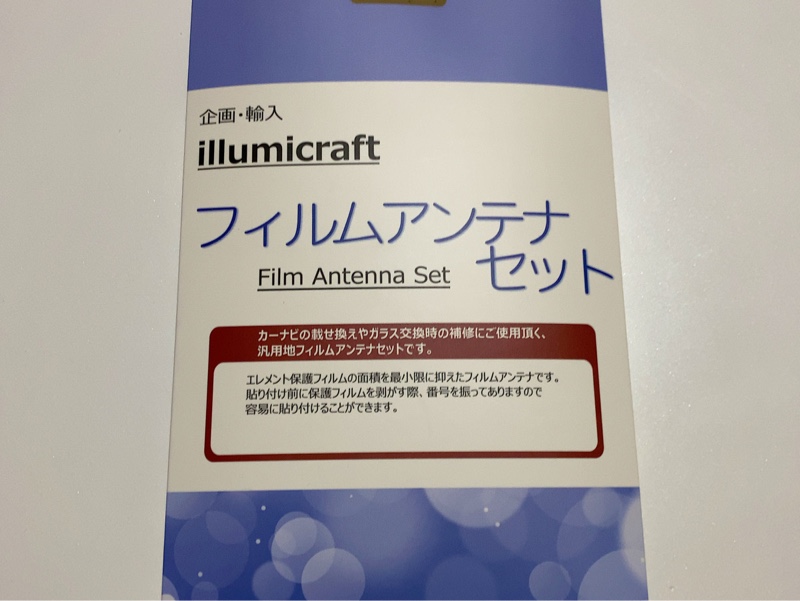 企画・輸入
illumicraft
フィルムアンテナ
セット
Film Antenna Set
カーナビの載せ換えやガラス交換時の補修にご使用頂く、
汎用地フィルムアンテナセットです。
エレメント保護フィルムの面積を最小限に抑えたフィルムアンテナです。
貼り付け前に保護フィルムを剥がす際、番号を振ってありますので
容易に貼り付けることができます。